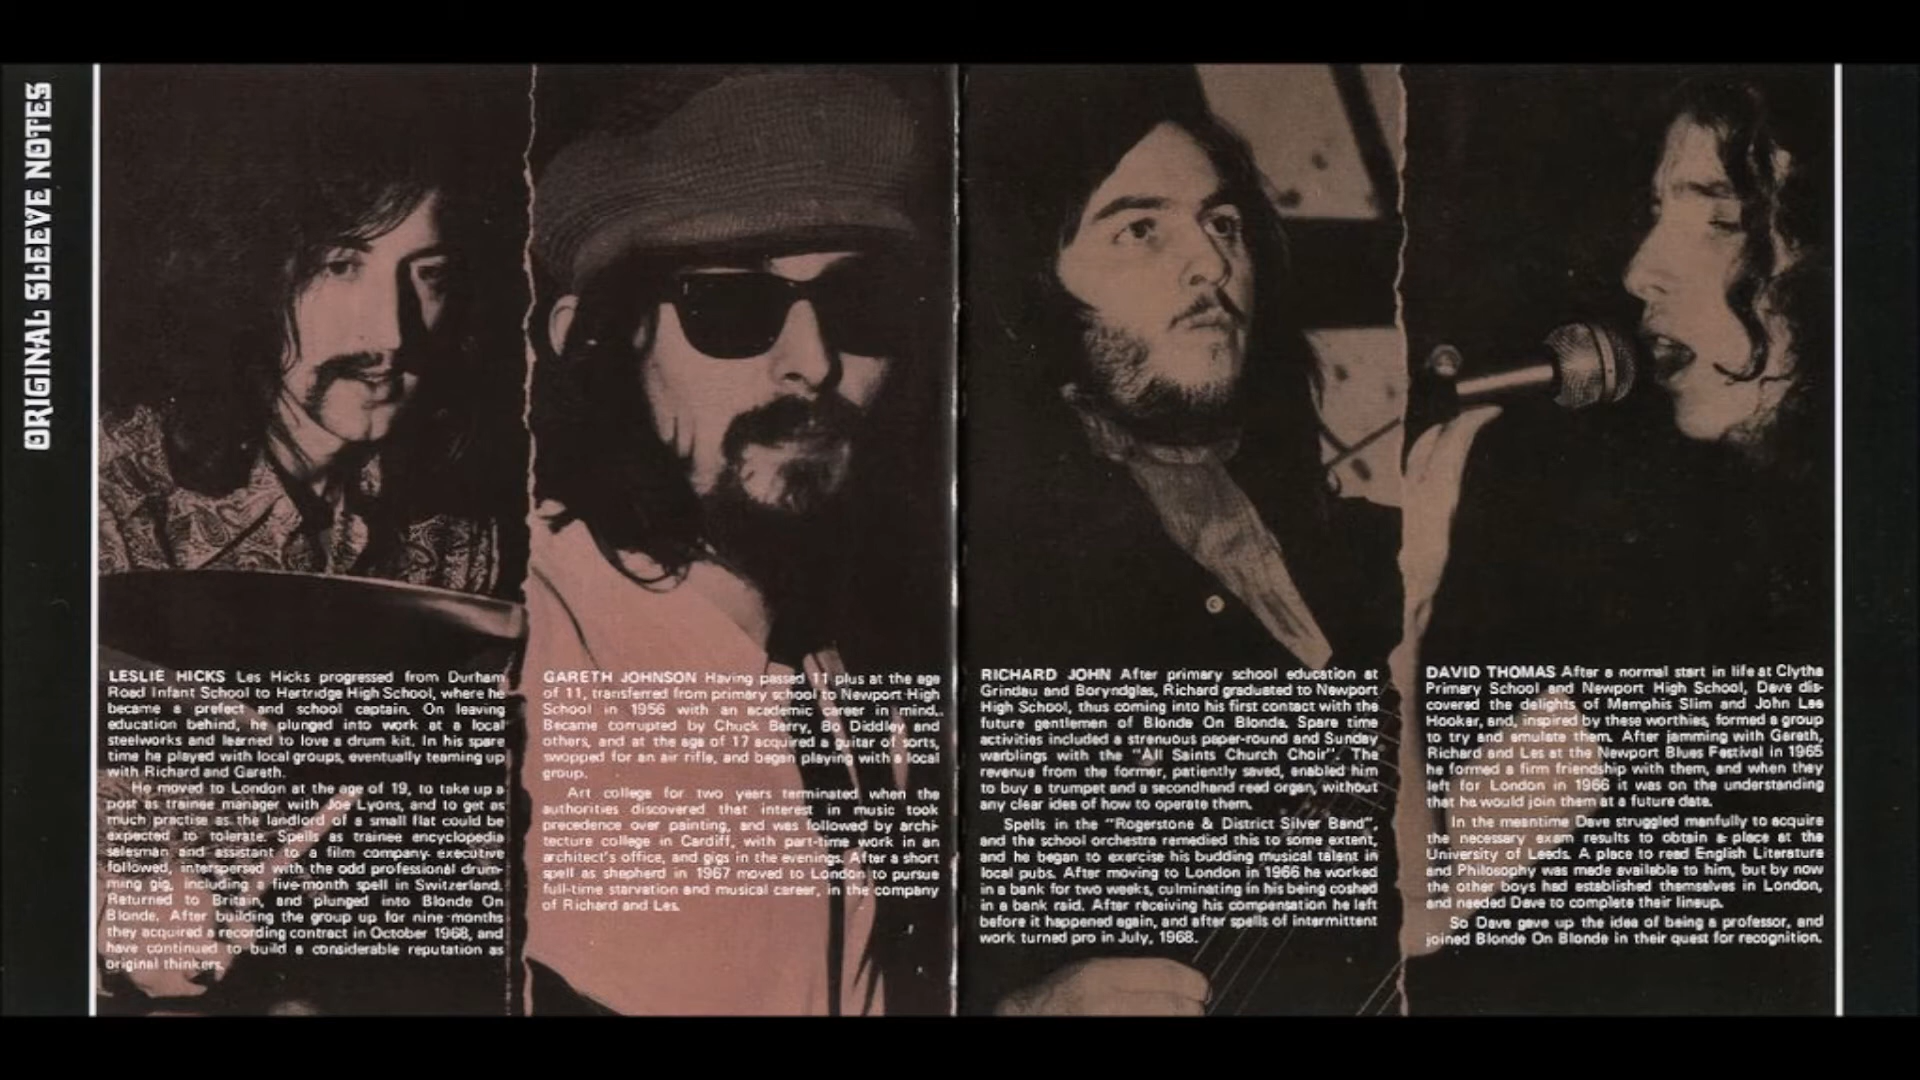 ORIGINAL SLEEVE NOTES
LESLIE HICKS Les Hicks progressed from Durham
Road Infant School to Hartridge High School, where he
became a prefect and school captain. On leaving
education behind, he plunged into work at a local
steelworks and learned to love a drum kit. In his spare
time he played with local groups, eventually teaming up
with Richard and Gareth.
He moved to London at the age of 19, to take up a
post as trainee manager with Joe Lyons, and to get as
much practise as the landlord of a small flat could be
expected to tolerate. Spells as trainee encyclopedia
salesman and assistant to a film company executive
followed, interspersed with the odd professional drum-
ming gig, including a five-month spell in Switzerland.
Returned to Britain, and plunged into Blonde On
Blonde. After building the group up for nine months
they acquired a recording contract in October 1968, and
have continued to build a considerable reputation as
original thinkers.
GARETH JOHNSON Having passed 11 plus at the age
of 11, transferred from primary school to Newport High
School in 1956 with an academic career in mind.
Became corrupted by Chuck Berry, Bo Diddley and
others, and at the age of 17 acquired a guitar of sorts,
swopped for an air rifle, and began playing with a local
group.
Art college for two years terminated when the
authorities discovered that interest in music took
precedence over painting, and was followed by archi-
tecture college in Cardiff, with part-time work in an
architect's office, and gigs in the evenings. After a short
spell as shepherd in 1967 moved to London to pursue
full-time starvation and musical career, in the company
of Richard and Les.
RICHARD JOHN After primary school education at
Grindau and Boryndglas, Richard graduated to Newport
High School, thus coming into his first contact with the
future gentlemen of Blonde On Blonde. Spare time
activities included a strenuous paper-round and Sunday
warblings with the "All Saints Church Choir". The
revenue from the former, patiently saved, enabled him
to buy a trumpet and a secondhand reed organ, without
any clear idea of how to operate them.
Spells in the "Rogerstone & District Silver Band",
and the school orchestra remedied this to some extent,
and he began to exercise his budding musical talent in
local pubs. After moving to London in 1966 he worked
in a bank for two weeks, culminating in his being coshed
in a bank raid. After receiving his compensation he left
before it happened again, and after spells of intermittent
work turned pro in July, 1968.
DAVID THOMAS After a normal start in life at Clytha
Primary School and Newport High School, Dave dis-
covered the delights of Memphis Slim and John Lee
Hooker, and, inspired by these worthies, formed a group
to try and emulate them. After jamming with Gareth,
Richard and Les at the Newport Blues Festival in 1965
he formed a firm friendship with them, and when they
left for London in 1966 it was on the understanding
that he would join them at a future date.
In the meantime Dave struggled manfully to acquire
the necessary exam results to obtain a place at the
University of Leeds. A place to read English Literature
and Philosophy was made available to him, but by now
the other boys had established themselves in London,
and needed Dave to complete their lineup.
So Dave gave up the idea of being a professor, and
joined Blonde On Blonde in their quest for recognition.